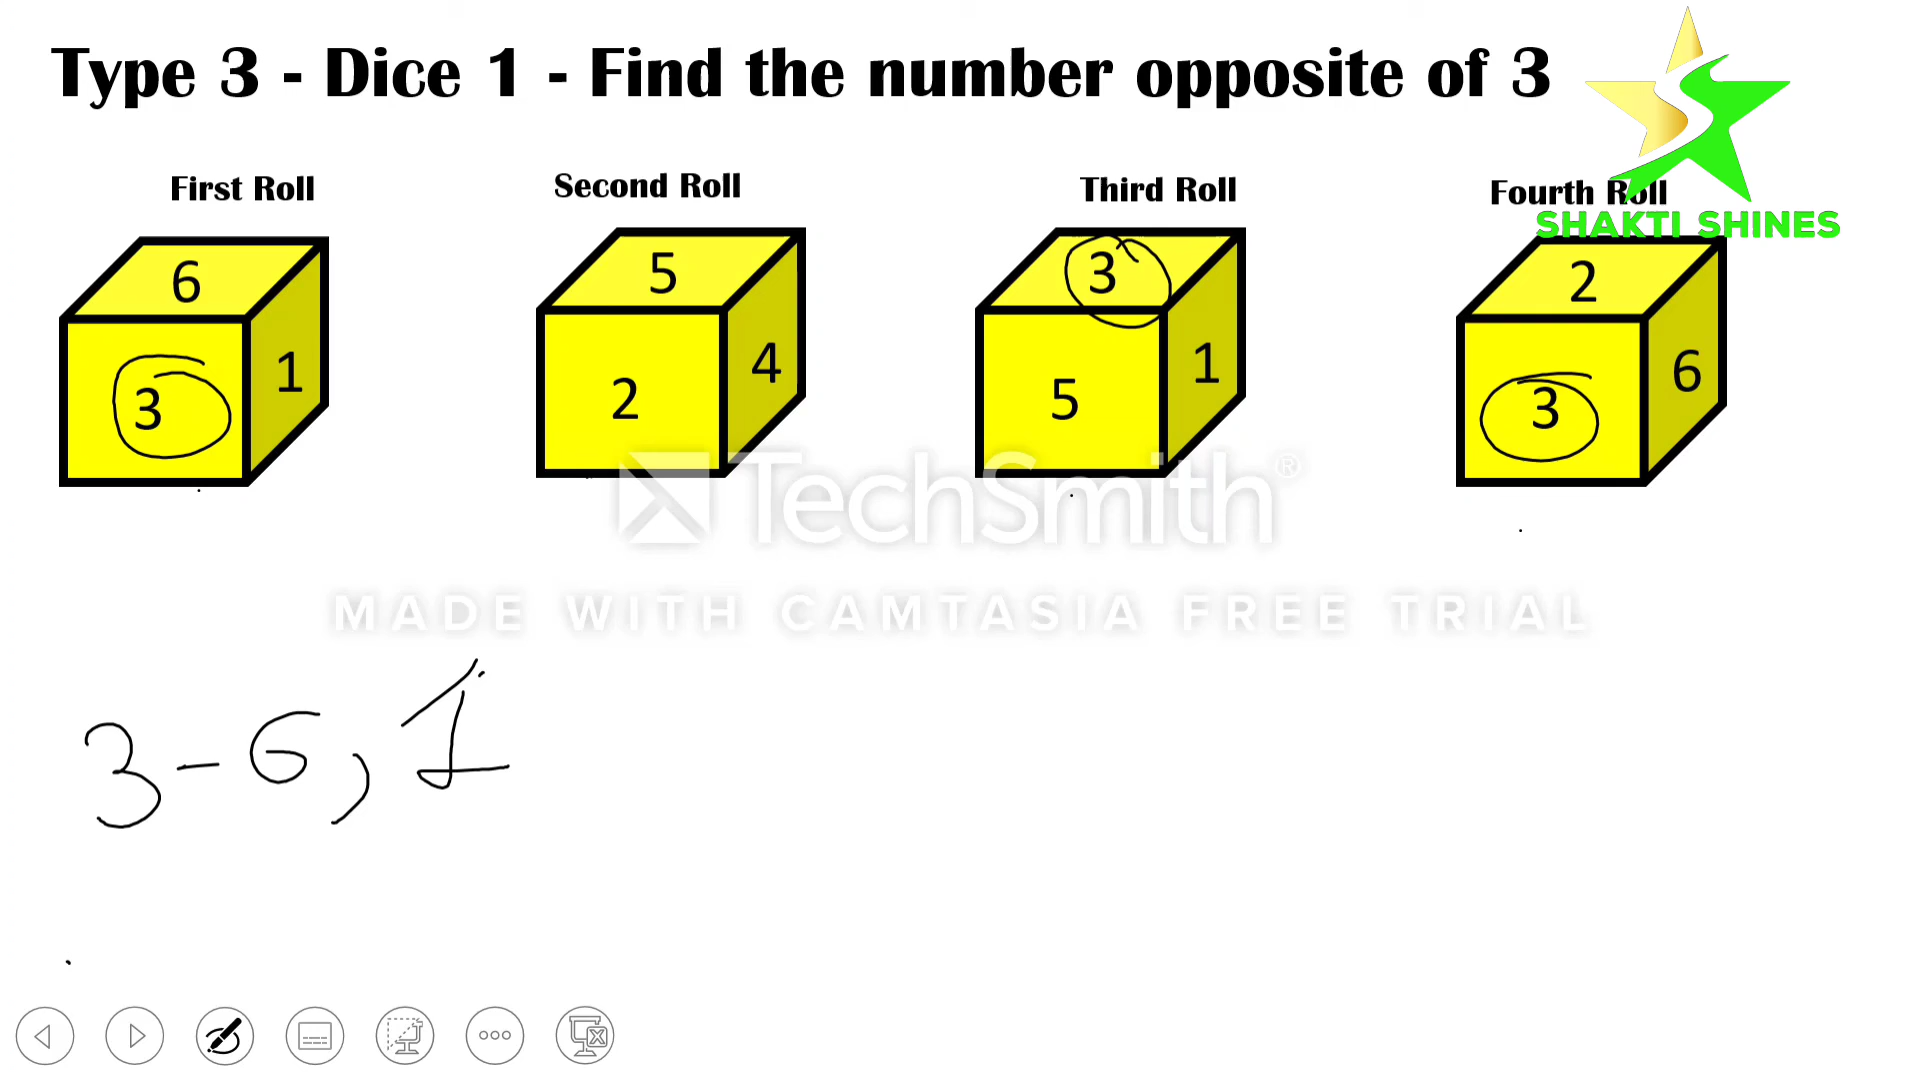 Type 3 - Dice 1 - Find the number opposite of 3
First Roll
Second Roll
Third Roll
Fourth Roll
SHAKTI SHINES
6
3
1
5
2
4
3
5
1
2
3
6
TechSmith®
MADE WITH CAMTASIA FREE TRIAL
3-6, 1